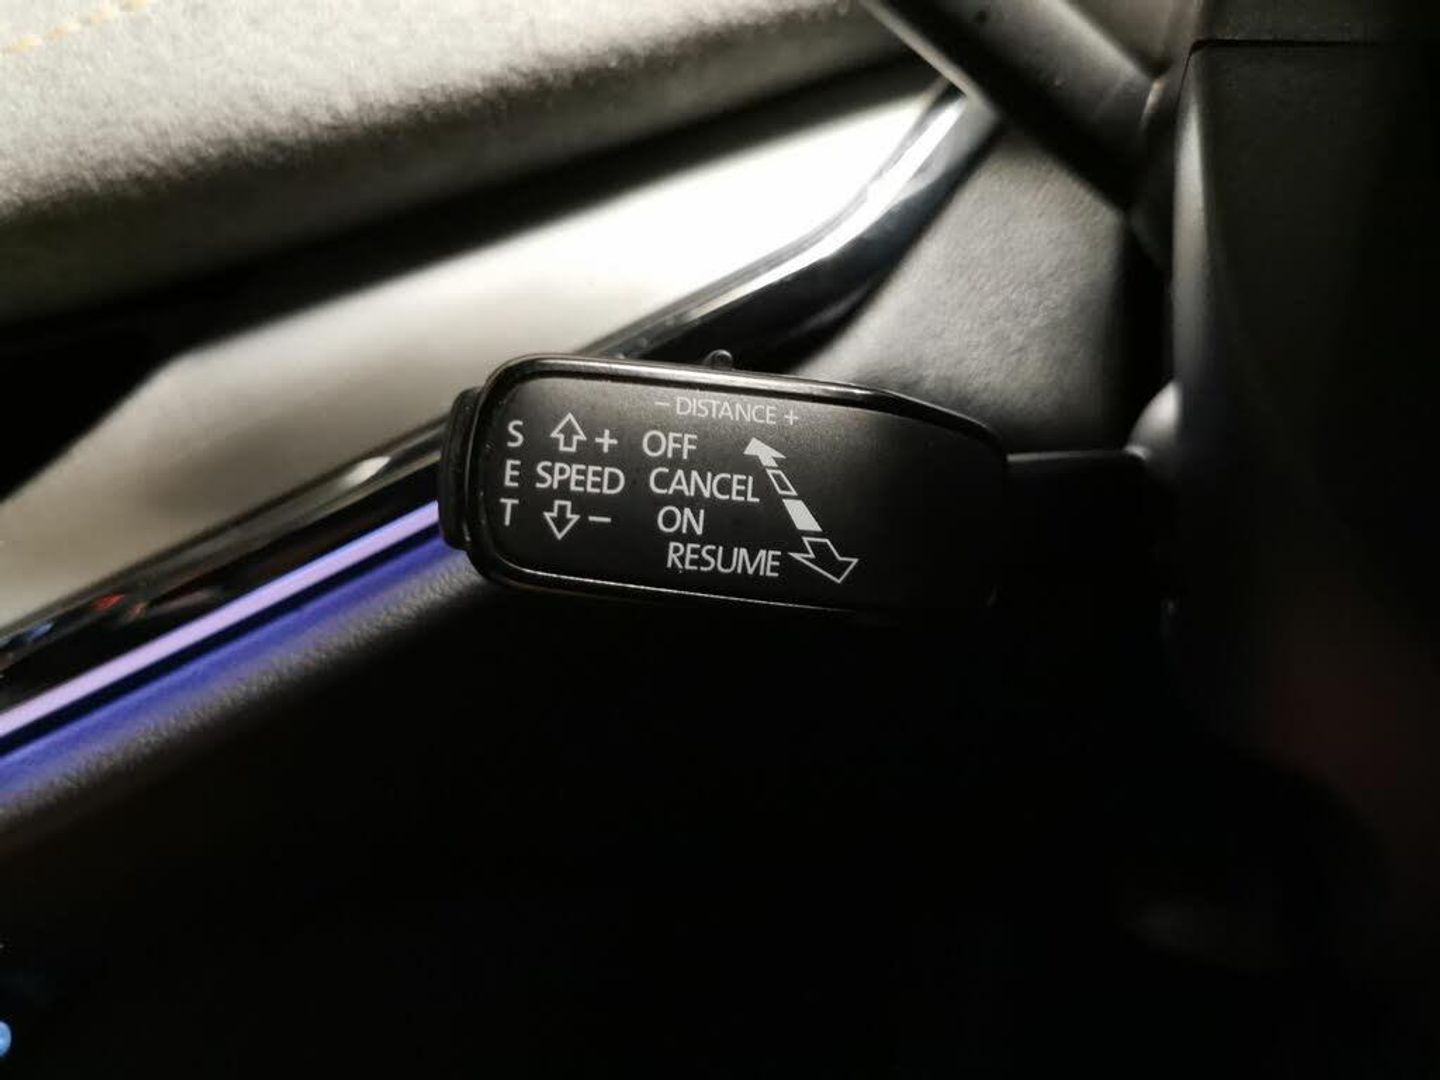 − DISTANCE +
S + OFF
E SPEED CANCEL
T − ON
RESUME